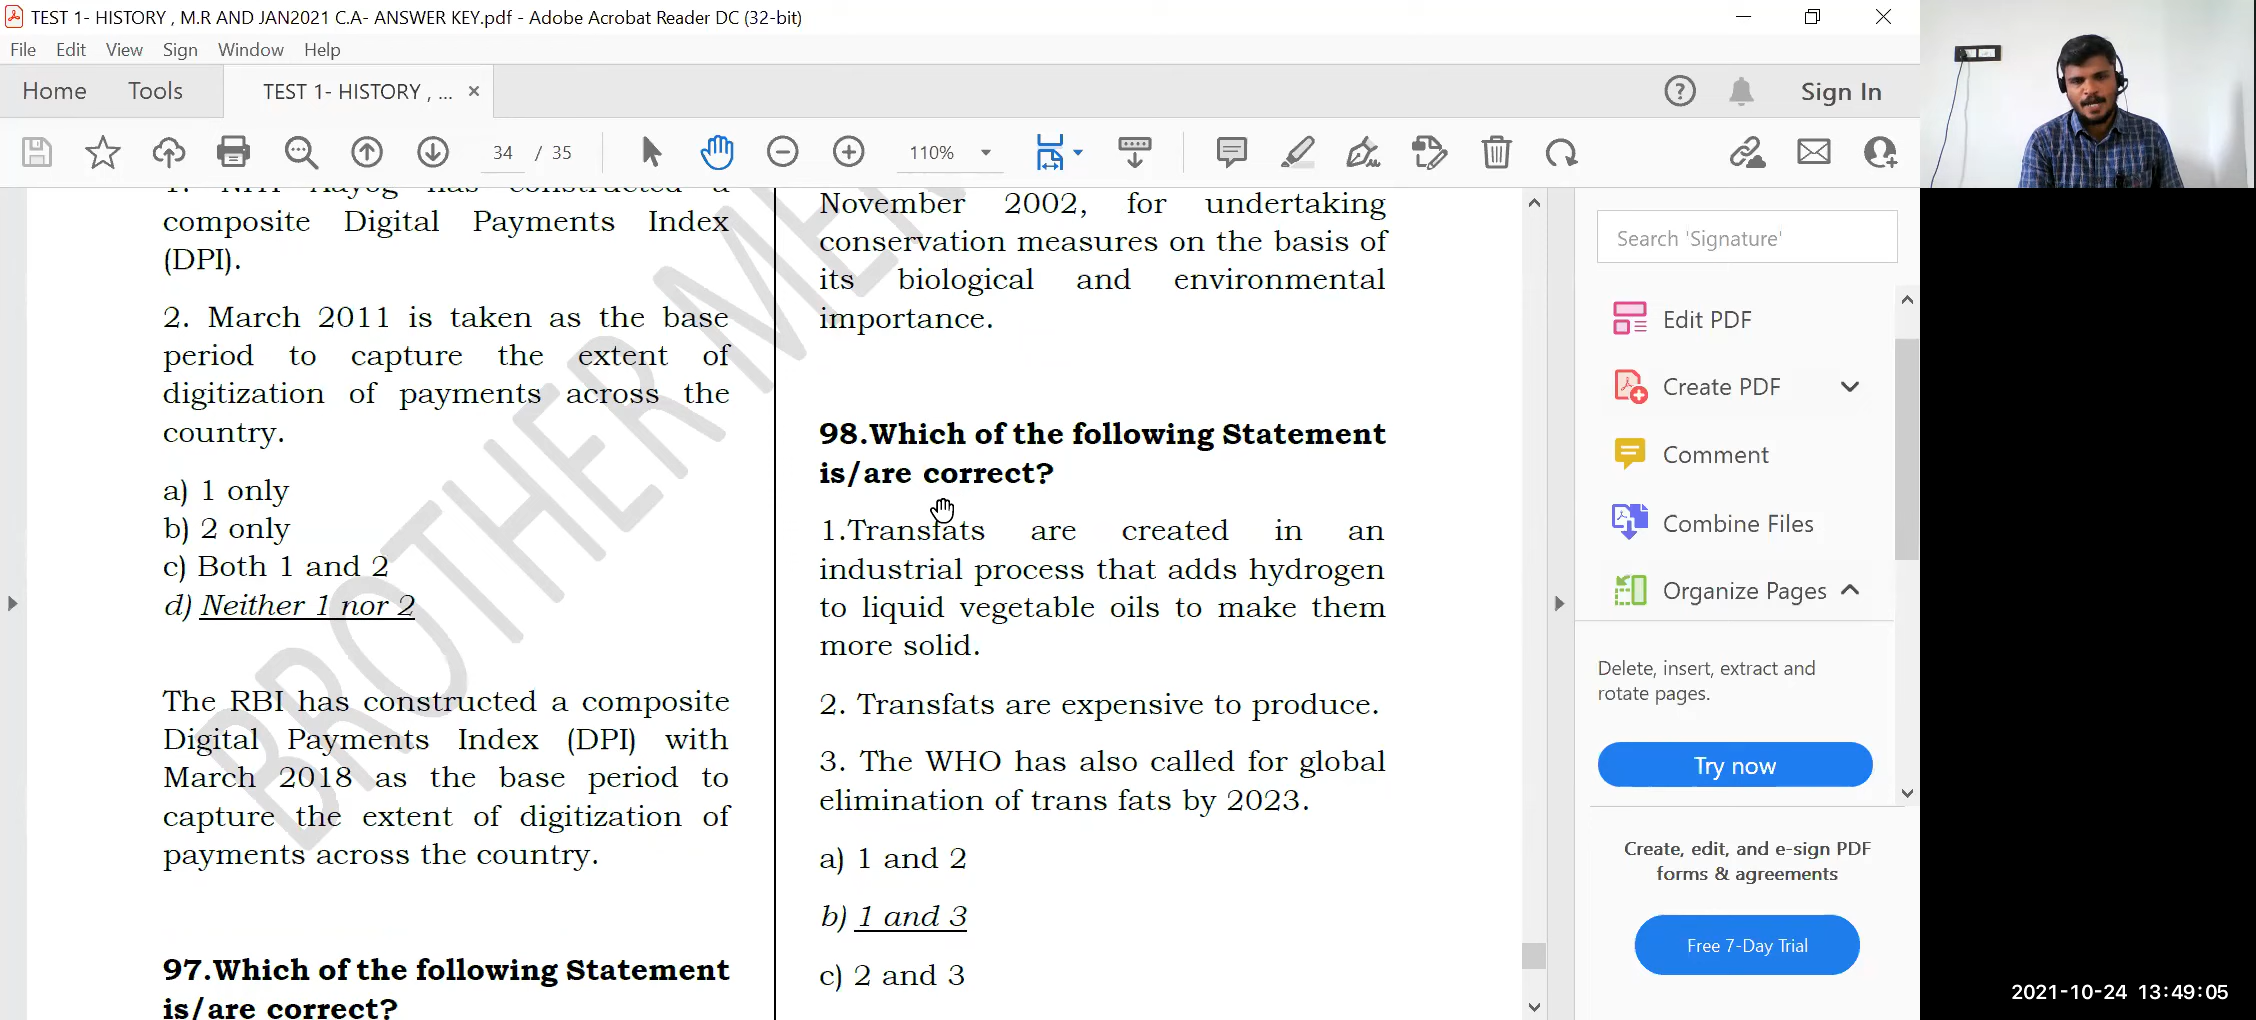 TEST 1- HISTORY , M.R AND JAN2021 C.A- ANSWER KEY.pdf - Adobe Acrobat Reader DC (32-bit)
File Edit View Sign Window Help
Home Tools TEST 1- HISTORY , ... × Sign In
34 / 35 110%
1. NITI Aayog has constructed a
composite Digital Payments Index
(DPI).
2. March 2011 is taken as the base
period to capture the extent of
digitization of payments across the
country.
a) 1 only
b) 2 only
c) Both 1 and 2
d) Neither 1 nor 2
The RBI has constructed a composite
Digital Payments Index (DPI) with
March 2018 as the base period to
capture the extent of digitization of
payments across the country.
97.Which of the following Statement
is/are correct?
November 2002, for undertaking
conservation measures on the basis of
its biological and environmental
importance.
98.Which of the following Statement
is/are correct?
1.Transfats are created in an
industrial process that adds hydrogen
to liquid vegetable oils to make them
more solid.
2. Transfats are expensive to produce.
3. The WHO has also called for global
elimination of trans fats by 2023.
a) 1 and 2
b) 1 and 3
c) 2 and 3
BROTHER
Search 'Signature'
Edit PDF
Create PDF
Comment
Combine Files
Organize Pages
Delete, insert, extract and
rotate pages.
Try now
Create, edit, and e-sign PDF
forms & agreements
Free 7-Day Trial
2021-10-24 13:49:05